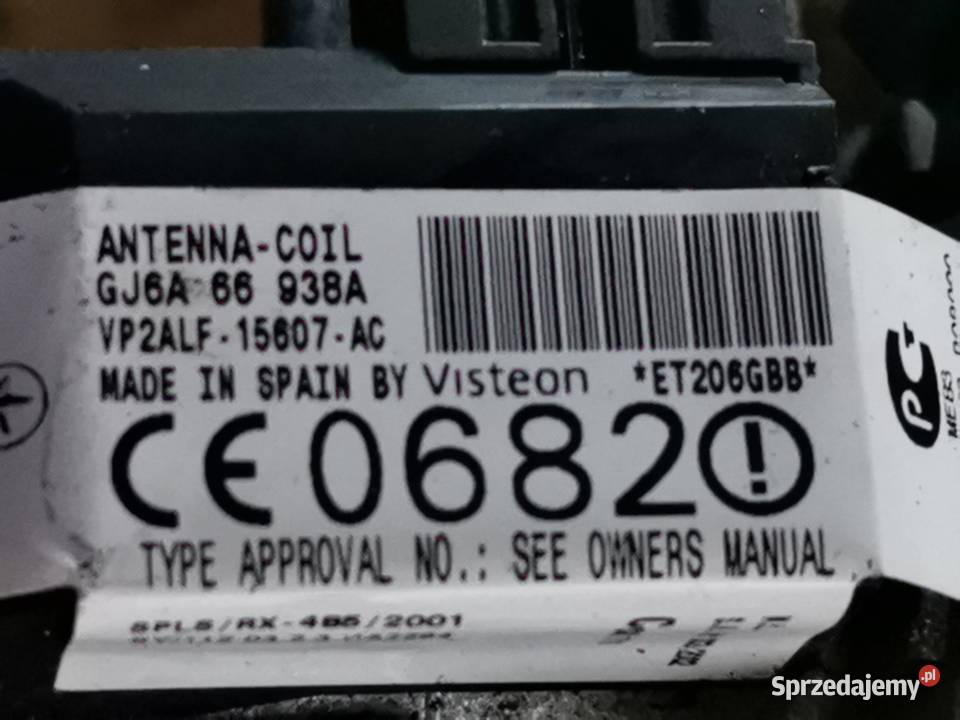 ANTENNA-COIL
GJ6A 66 938A
VP2ALF-15607-AC
MADE IN SPAIN BY Visteon *ET206GBB*
CE0682!
TYPE APPROVAL NO.: SEE OWNERS MANUAL
SPLS/RX-485/2001
ME83
Sprzedajemy.pl